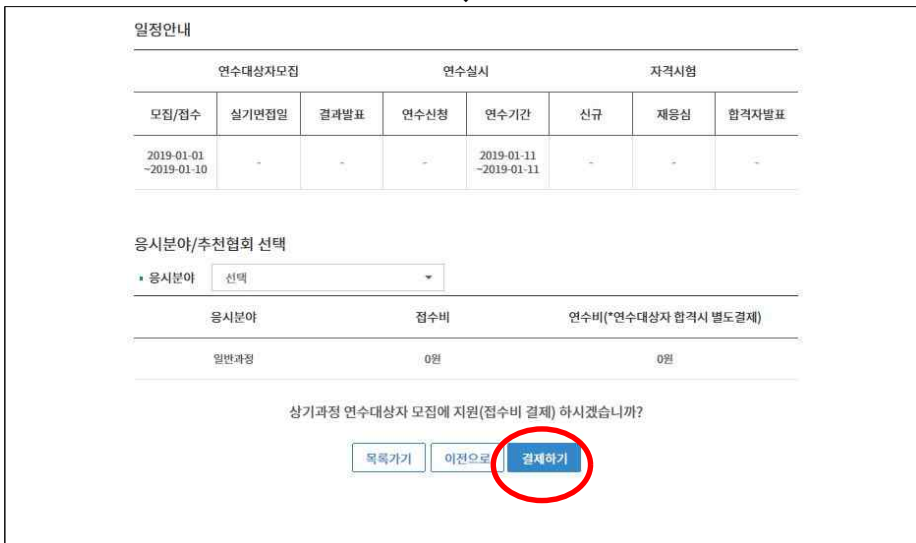 일정안내
연수대상자모집 연수실시 자격시험
모집/접수 실기면접일 결과발표 연수신청 연수기간 신규 재응심 합격자발표
2019-01-01 ~2019-01-10 - - - 2019-01-11 ~2019-01-11 - - -
응시분야/추천협회 선택
응시분야 선택
응시분야 접수비 연수비(*연수대상자 합격시 별도결제)
일반과정 0원 0원
상기과정 연수대상자 모집에 지원(접수비 결제) 하시겠습니까?
목록가기 이전으로 결제하기